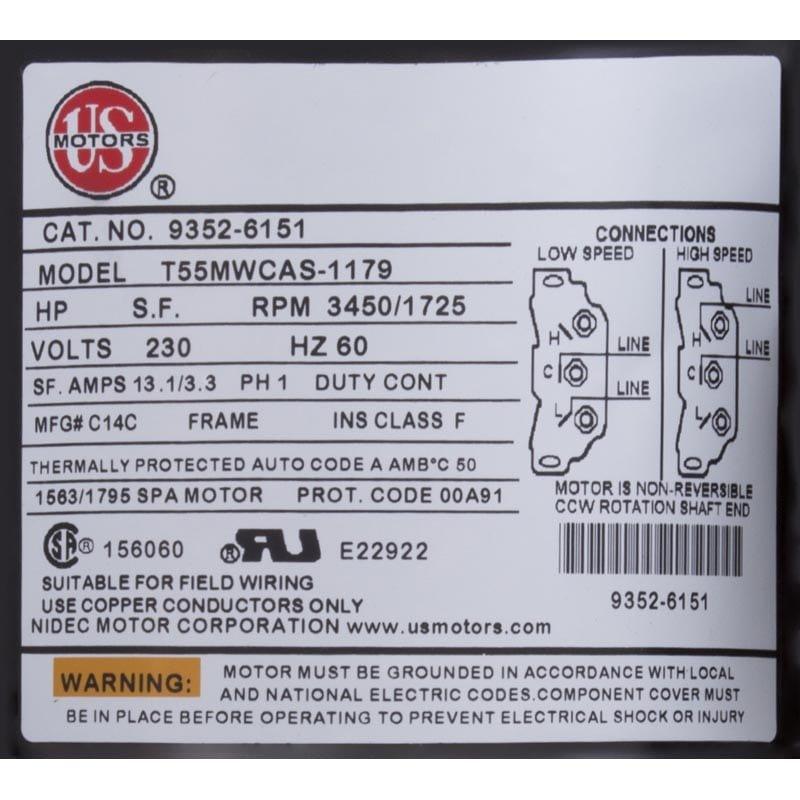 US
MOTORS
®
CAT. NO. 9352-6151
MODEL T55MWCAS-1179
HP S.F. RPM 3450/1725
VOLTS 230 HZ 60
SF. AMPS 13.1/3.3 PH 1 DUTY CONT
MFG# C14C FRAME INS CLASS F
THERMALLY PROTECTED AUTO CODE A AMB°C 50
1563/1795 SPA MOTOR PROT. CODE 00A91
CONNECTIONS
LOW SPEED HIGH SPEED
LINE
H H
LINE LINE
C C
LINE
L L
MOTOR IS NON-REVERSIBLE
CCW ROTATION SHAFT END
SA ® 156060 ® RU E22922
SUITABLE FOR FIELD WIRING
USE COPPER CONDUCTORS ONLY
9352-6151
NIDEC MOTOR CORPORATION www.usmotors.com
WARNING: MOTOR MUST BE GROUNDED IN ACCORDANCE WITH LOCAL
AND NATIONAL ELECTRIC CODES.COMPONENT COVER MUST
BE IN PLACE BEFORE OPERATING TO PREVENT ELECTRICAL SHOCK OR INJURY